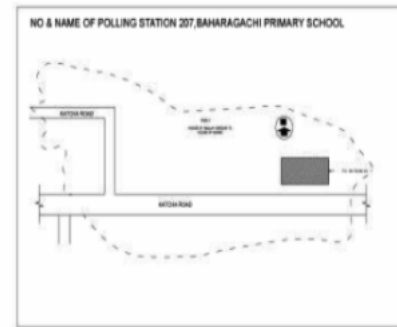 NO & NAME OF POLLING STATION 207,BAHARAGACHI PRIMARY SCHOOL
KATCHA ROAD
KATCHA ROAD